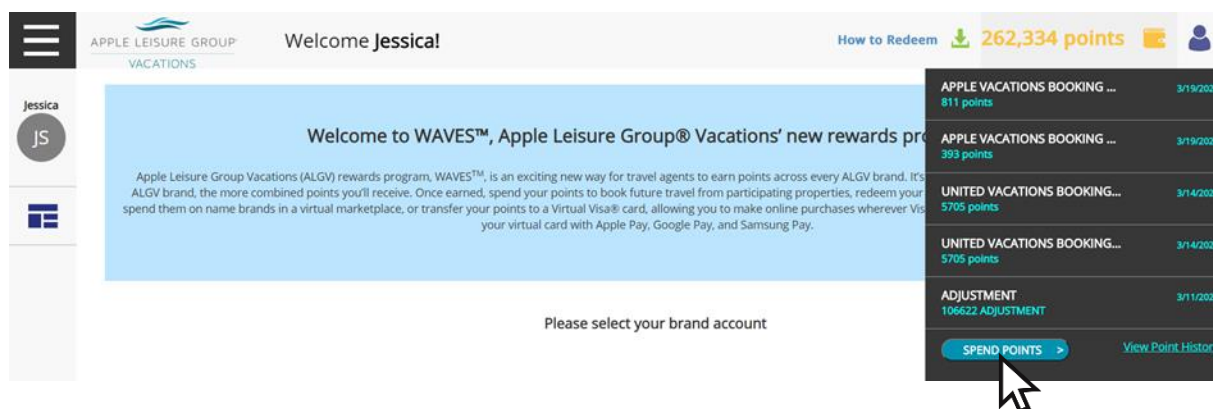 APPLE LEISURE GROUP®
VACATIONS
Welcome Jessica!
How to Redeem
262,334 points
Jessica
JS
Welcome to WAVES™, Apple Leisure Group® Vacations’ new rewards
Apple Leisure Group Vacations (ALGV) rewards program, WAVES™, is an exciting new way for travel agents to earn points across every ALGV brand. It's
ALGV brand, the more combined points you’ll receive. Once earned, spend your points to book future travel from participating properties, redeem your
spend them on name brands in a virtual marketplace, or transfer your points to a Virtual Visa® card, allowing you to make online purchases wherever Vis
your virtual card with Apple Pay, Google Pay, and Samsung Pay.
Please select your brand account
APPLE VACATIONS BOOKING ...
3/19/202
811 points
APPLE VACATIONS BOOKING ...
3/19/202
393 points
UNITED VACATIONS BOOKING...
3/14/202
5705 points
UNITED VACATIONS BOOKING...
3/14/202
5705 points
ADJUSTMENT
3/11/202
106622 ADJUSTMENT
SPEND POINTS >
View Point Histor